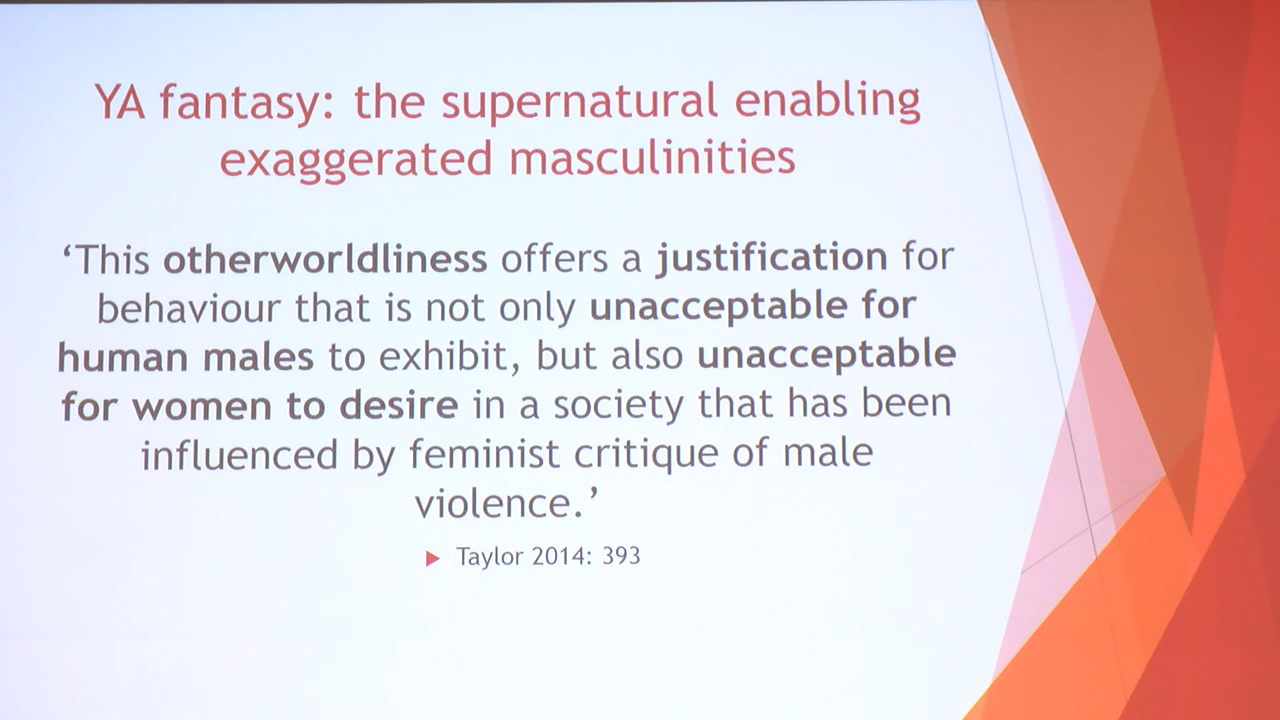 YA fantasy: the supernatural enabling
exaggerated masculinities
‘This otherworldliness offers a justification for
behaviour that is not only unacceptable for
human males to exhibit, but also unacceptable
for women to desire in a society that has been
influenced by feminist critique of male
violence.’
Taylor 2014: 393